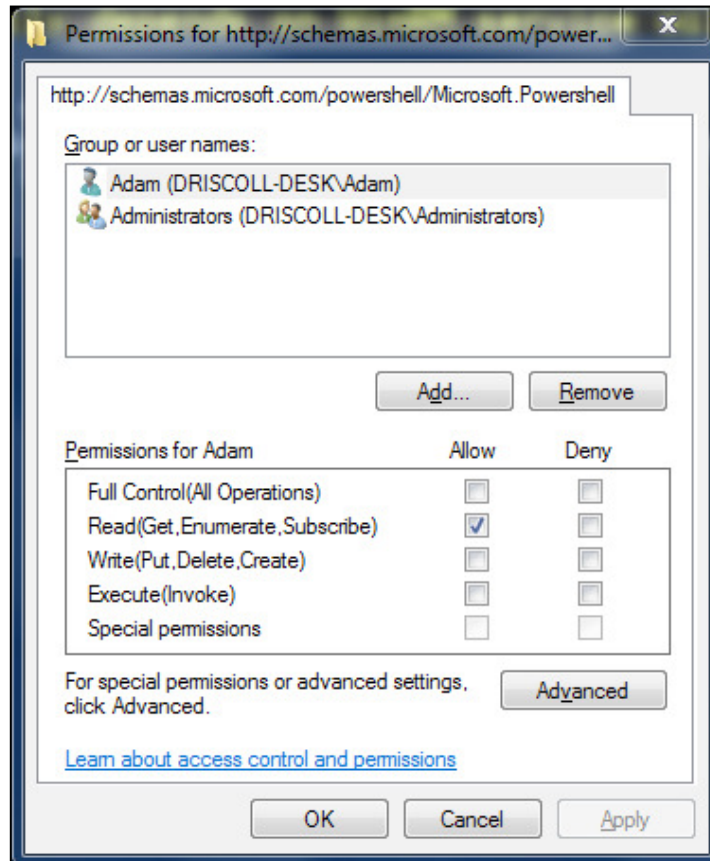 Permissions for http://schemas.microsoft.com/power...
X
http://schemas.microsoft.com/powershell/Microsoft.Powershell
Group or user names:
Adam (DRISCOLL-DESK\Adam)
Administrators (DRISCOLL-DESK\Administrators)
Add... Remove
Permissions for Adam Allow Deny
Full Control(All Operations)
Read(Get,Enumerate,Subscribe)
Write(Put,Delete,Create)
Execute(Invoke)
Special permissions
For special permissions or advanced settings,
click Advanced.
Advanced
Learn about access control and permissions
OK Cancel Apply